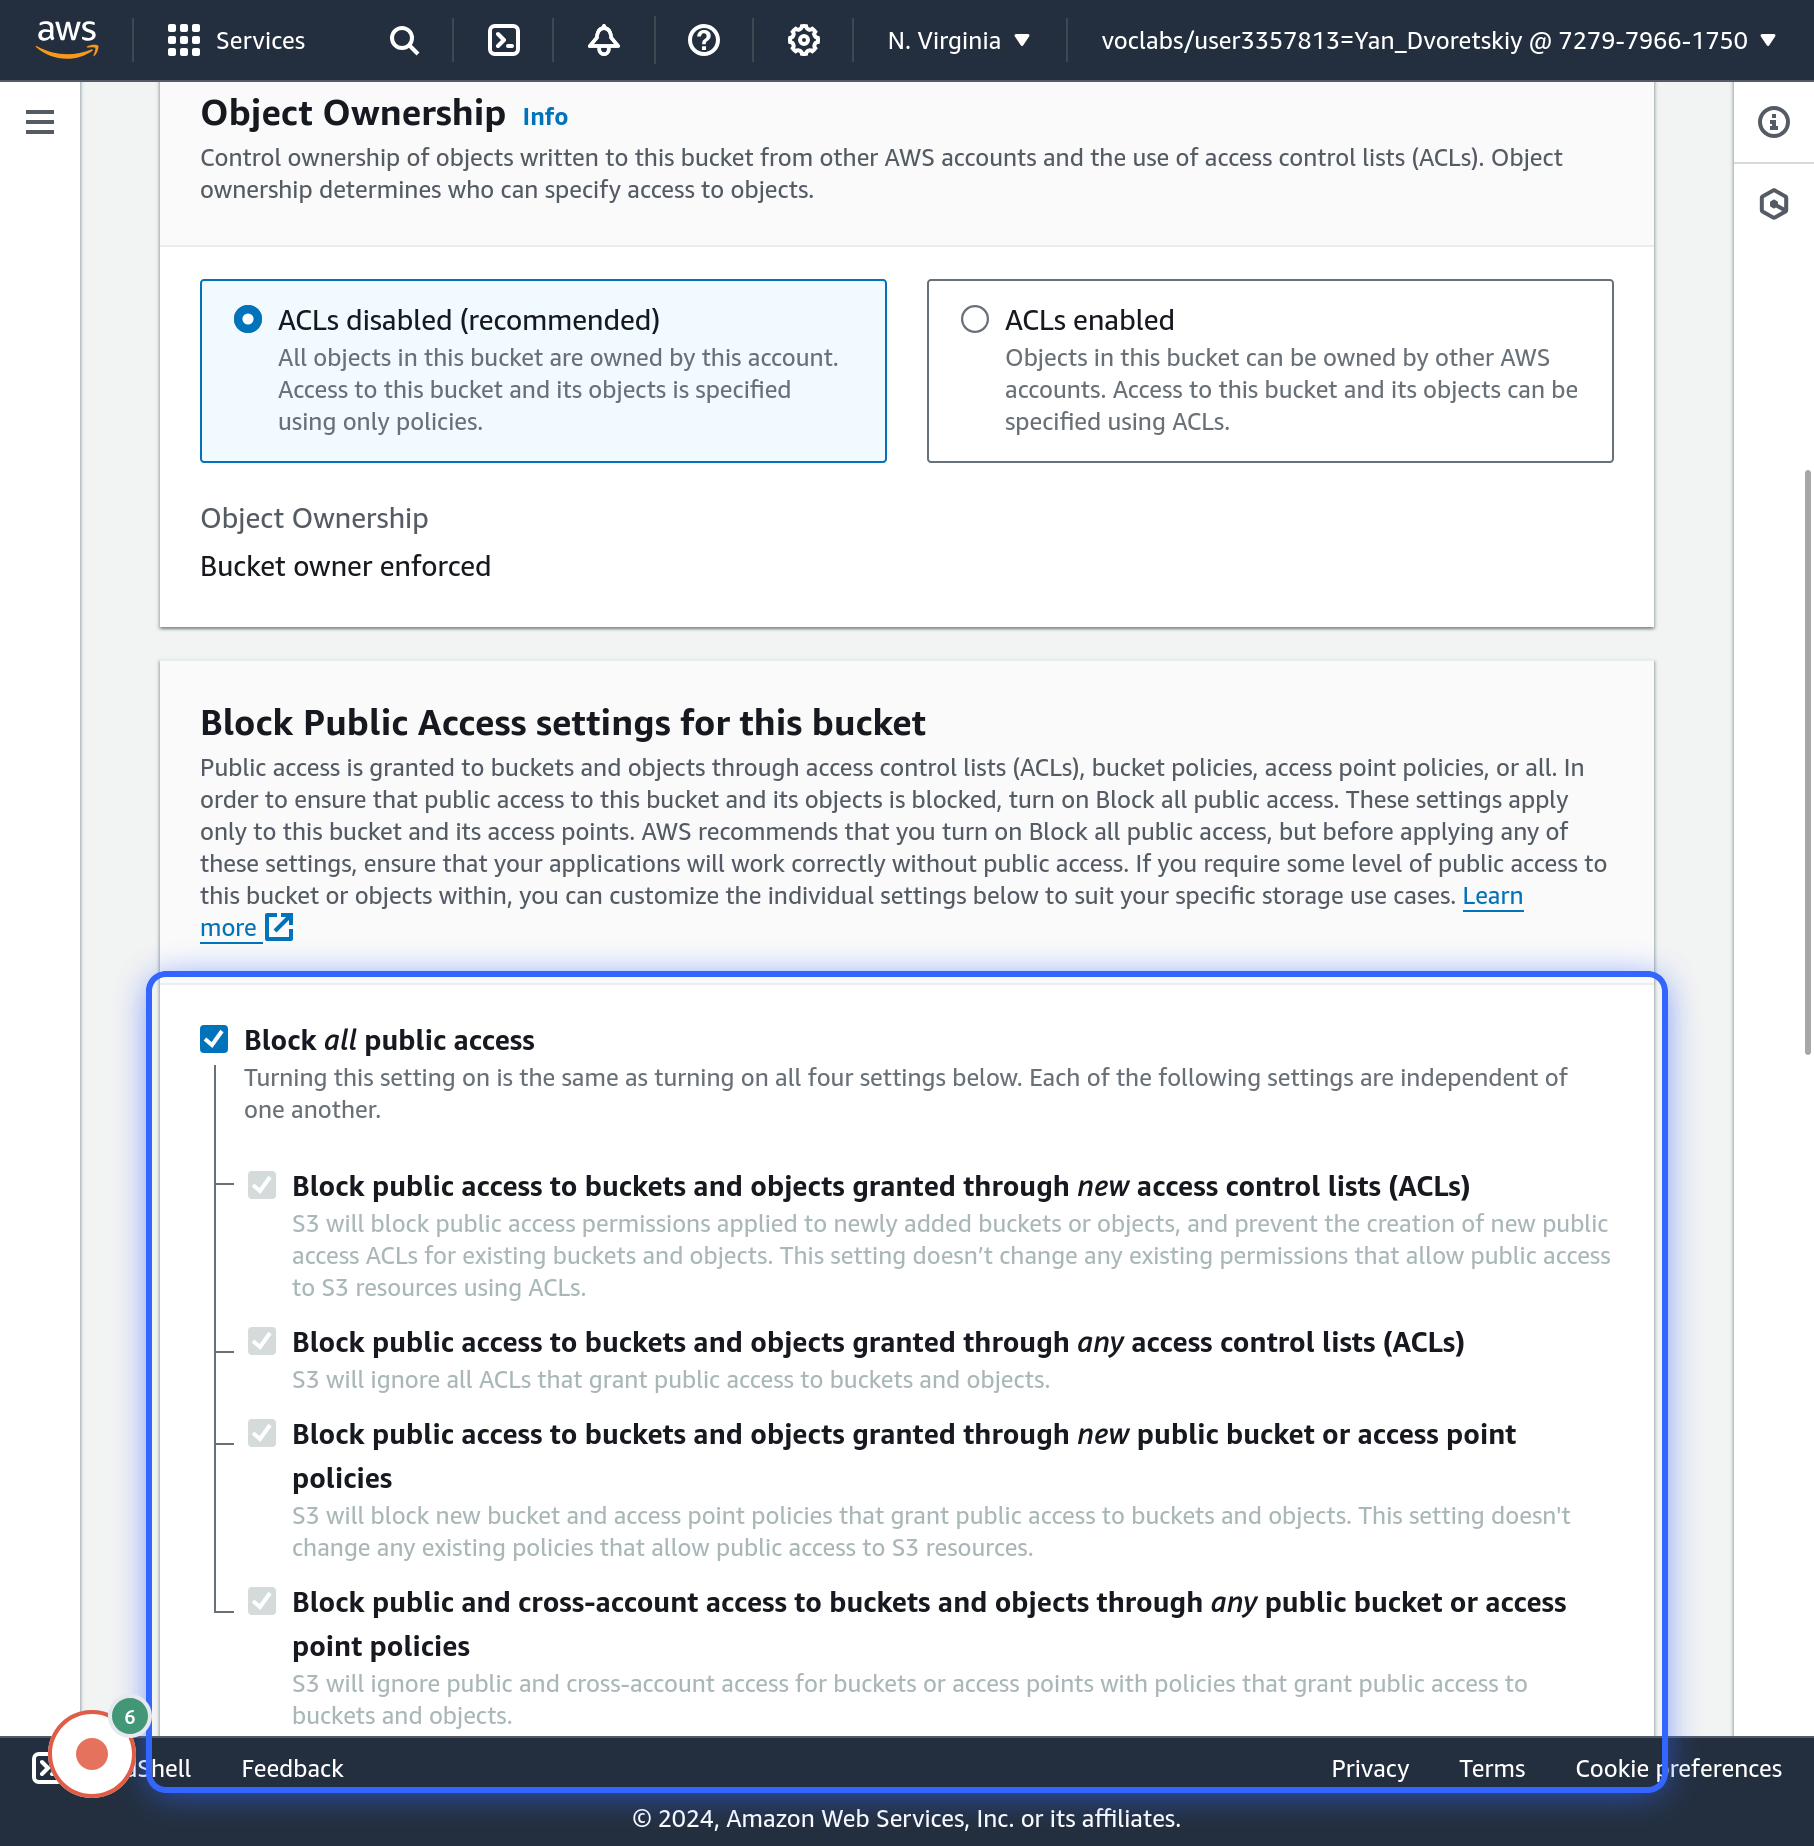 aws Services N. Virginia voclabs/user3357813=Yan_Dvoretskiy @ 7279-7966-1750
Object Ownership Info
Control ownership of objects written to this bucket from other AWS accounts and the use of access control lists (ACLs). Object
ownership determines who can specify access to objects.
ACLs disabled (recommended)
All objects in this bucket are owned by this account.
Access to this bucket and its objects is specified
using only policies.
ACLs enabled
Objects in this bucket can be owned by other AWS
accounts. Access to this bucket and its objects can be
specified using ACLs.
Object Ownership
Bucket owner enforced
Block Public Access settings for this bucket
Public access is granted to buckets and objects through access control lists (ACLs), bucket policies, access point policies, or all. In
order to ensure that public access to this bucket and its objects is blocked, turn on Block all public access. These settings apply
only to this bucket and its access points. AWS recommends that you turn on Block all public access, but before applying any of
these settings, ensure that your applications will work correctly without public access. If you require some level of public access to
this bucket or objects within, you can customize the individual settings below to suit your specific storage use cases. Learn
more
Block all public access
Turning this setting on is the same as turning on all four settings below. Each of the following settings are independent of
one another.
Block public access to buckets and objects granted through new access control lists (ACLs)
S3 will block public access permissions applied to newly added buckets or objects, and prevent the creation of new public
access ACLs for existing buckets and objects. This setting doesn’t change any existing permissions that allow public access
to S3 resources using ACLs.
Block public access to buckets and objects granted through any access control lists (ACLs)
S3 will ignore all ACLs that grant public access to buckets and objects.
Block public access to buckets and objects granted through new public bucket or access point
policies
S3 will block new bucket and access point policies that grant public access to buckets and objects. This setting doesn't
change any existing policies that allow public access to S3 resources.
Block public and cross-account access to buckets and objects through any public bucket or access
point policies
S3 will ignore public and cross-account access for buckets or access points with policies that grant public access to
buckets and objects.
6
dShell Feedback Privacy Terms Cookie preferences
© 2024, Amazon Web Services, Inc. or its affiliates.